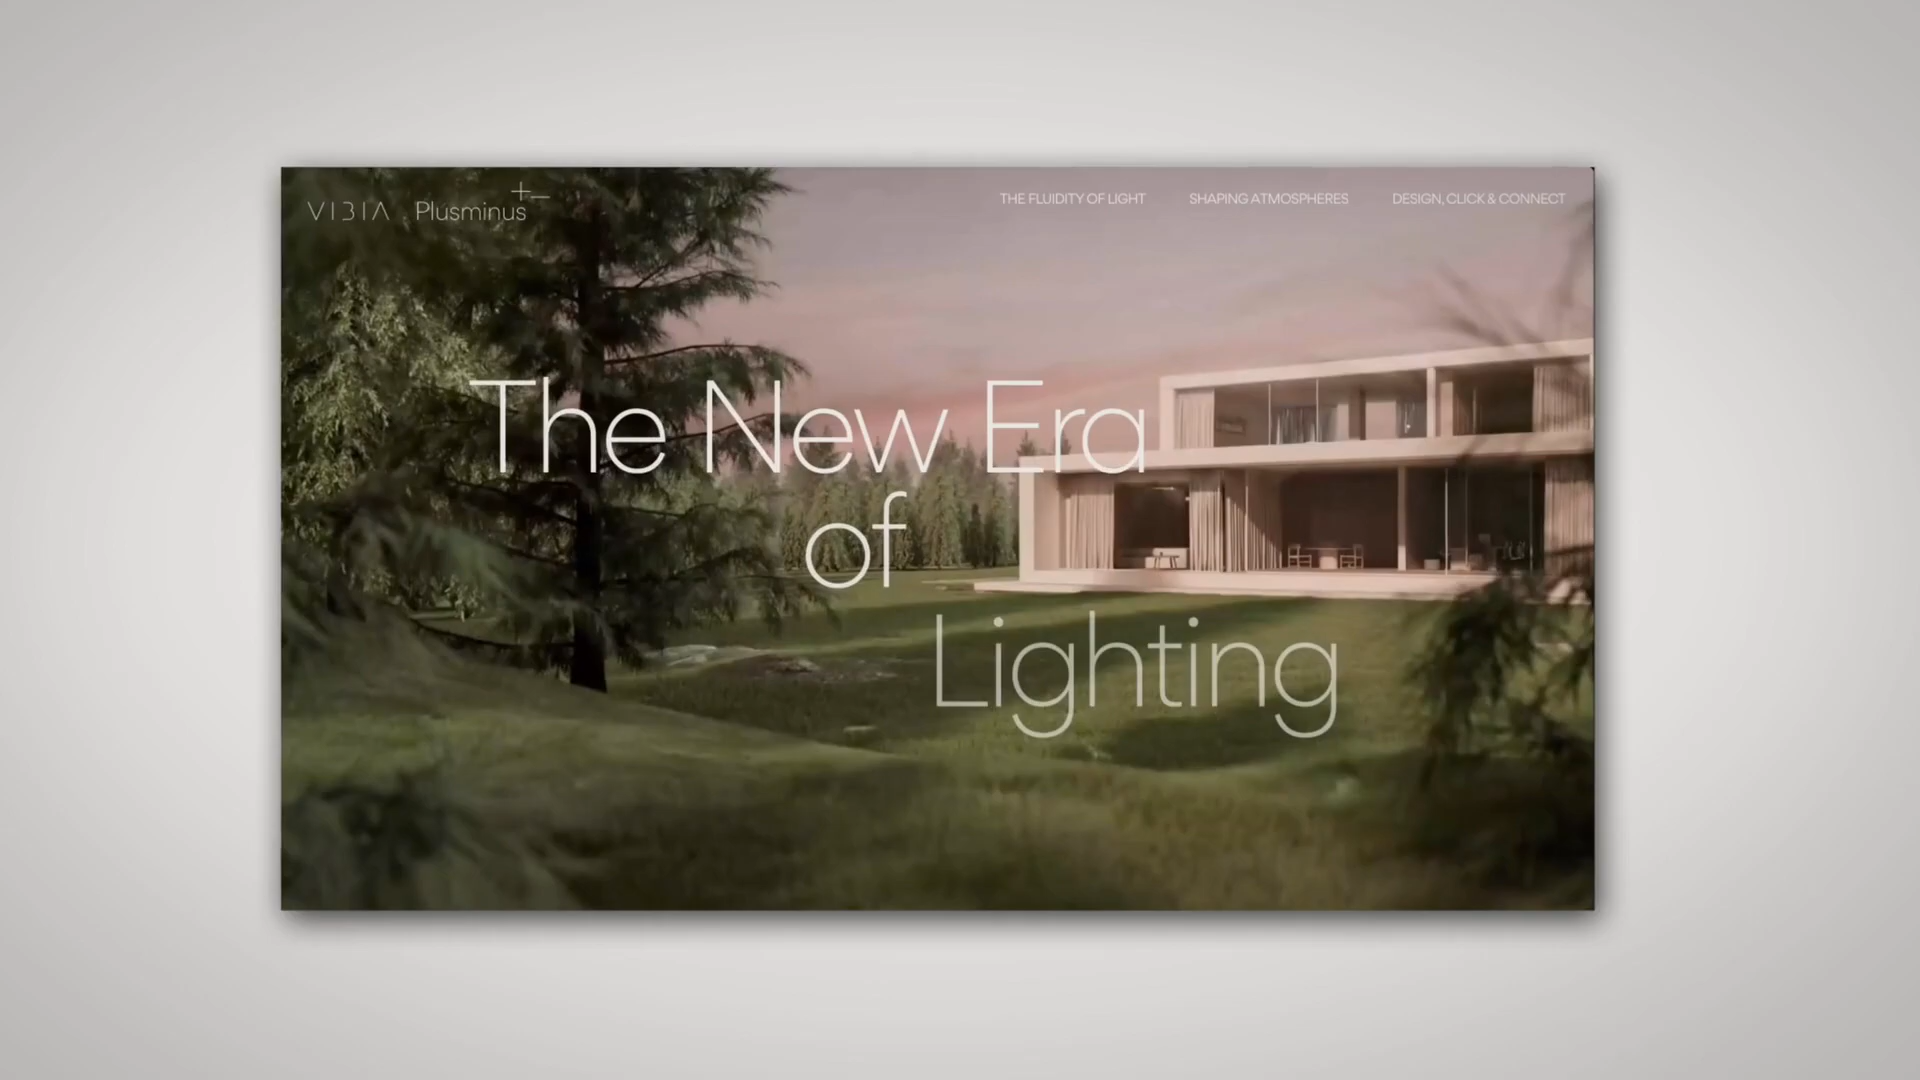 VIBIA Plusminus+−
THE FLUIDITY OF LIGHT
SHAPING ATMOSPHERES
DESIGN, CLICK & CONNECT
The New Era
of
Lighting